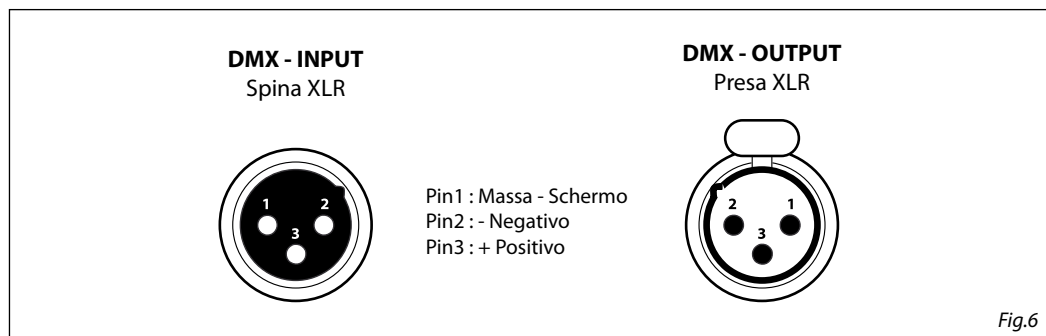 DMX - INPUT
Spina XLR
1
2
3
Pin1 : Massa - Schermo
Pin2 : - Negativo
Pin3 : + Positivo
DMX - OUTPUT
Presa XLR
2
1
3
Fig.6